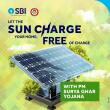 SBI
LET THE
SUN CHARGE
YOUR HOME,
FREE
OF CHARGE
WITH PM
SURYA GHAR
YOJANA